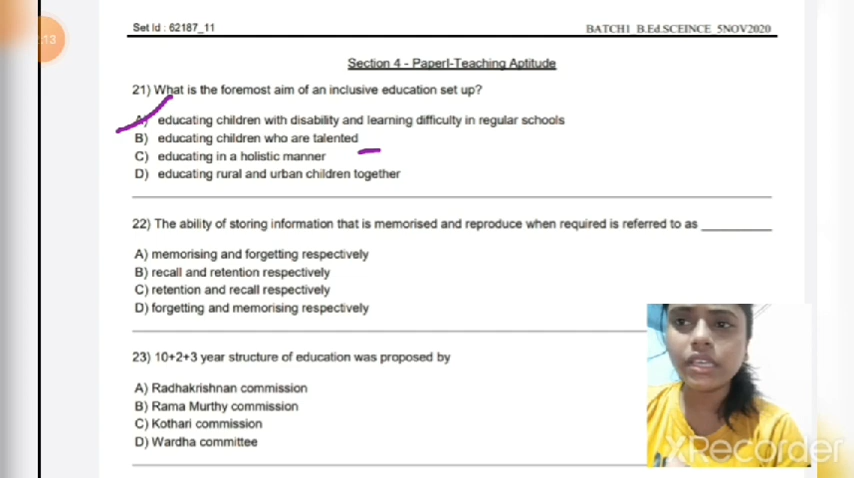 :13
Set Id : 62187_11
BATCH1 B.Ed.SCEINCE 5NOV2020
Section 4 - PaperI-Teaching Aptitude
21) What is the foremost aim of an inclusive education set up?
A) educating children with disability and learning difficulty in regular schools
B) educating children who are talented
C) educating in a holistic manner
D) educating rural and urban children together
22) The ability of storing information that is memorised and reproduce when required is referred to as ________
A) memorising and forgetting respectively
B) recall and retention respectively
C) retention and recall respectively
D) forgetting and memorising respectively
23) 10+2+3 year structure of education was proposed by
A) Radhakrishnan commission
B) Rama Murthy commission
C) Kothari commission
D) Wardha committee
XRecorder